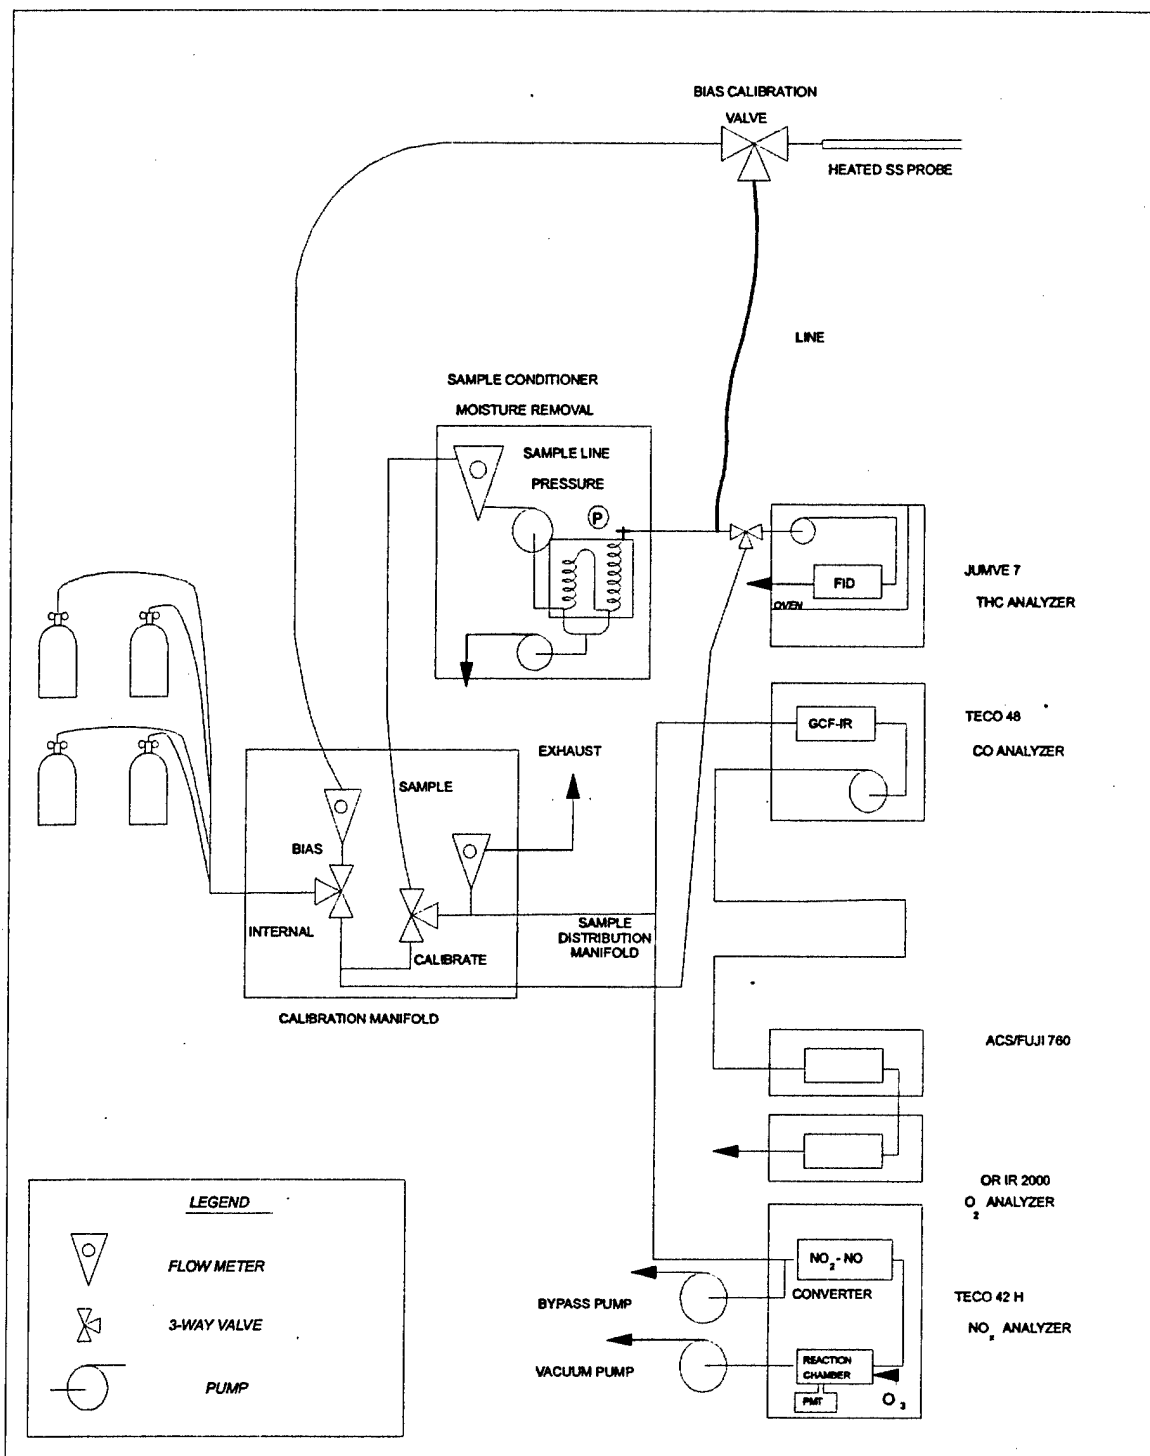 BIAS CALIBRATION
VALVE
HEATED SS PROBE
LINE
SAMPLE CONDITIONER
MOISTURE REMOVAL
SAMPLE LINE
PRESSURE
P
FID
OVEN
JUMVE 7
THC ANALYZER
GCF-IR
TECO 48
CO ANALYZER
EXHAUST
SAMPLE
BIAS
INTERNAL
CALIBRATE
SAMPLE
DISTRIBUTION
MANIFOLD
CALIBRATION MANIFOLD
ACS/FUJI 760
OR IR 2000
O2 ANALYZER
NO2 - NO
CONVERTER
BYPASS PUMP
TECO 42 H
NOx ANALYZER
VACUUM PUMP
REACTION
CHAMBER
PMT
O3
LEGEND
FLOW METER
3-WAY VALVE
PUMP